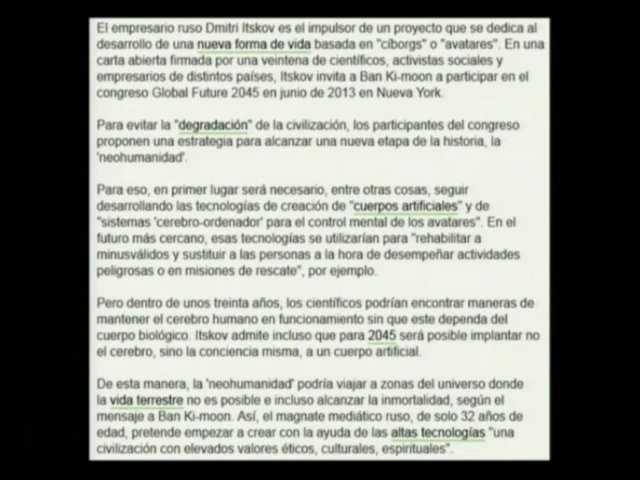 El empresario ruso Dmitri Itskov es el impulsor de un proyecto que se dedica al
desarrollo de una nueva forma de vida basada en "cíborgs" o "avatares". En una
carta abierta firmada por una veintena de científicos, activistas sociales y
empresarios de distintos países, Itskov invita a Ban Ki-moon a participar en el
congreso Global Future 2045 en junio de 2013 en Nueva York.
Para evitar la "degradación" de la civilización, los participantes del congreso
proponen una estrategia para alcanzar una nueva etapa de la historia, la
'neohumanidad'.
Para eso, en primer lugar será necesario, entre otras cosas, seguir
desarrollando las tecnologías de creación de "cuerpos artificiales" y de
"sistemas 'cerebro-ordenador' para el control mental de los avatares". En el
futuro más cercano, esas tecnologías se utilizarían para "rehabilitar a
minusválidos y sustituir a las personas a la hora de desempeñar actividades
peligrosas o en misiones de rescate", por ejemplo.
Pero dentro de unos treinta años, los científicos podrían encontrar maneras de
mantener el cerebro humano en funcionamiento sin que este dependa del
cuerpo biológico. Itskov admite incluso que para 2045 será posible implantar no
el cerebro, sino la conciencia misma, a un cuerpo artificial.
De esta manera, la 'neohumanidad' podría viajar a zonas del universo donde
la vida terrestre no es posible e incluso alcanzar la inmortalidad, según el
mensaje a Ban Ki-moon. Así, el magnate mediático ruso, de solo 32 años de
edad, pretende empezar a crear con la ayuda de las altas tecnologías "una
civilización con elevados valores éticos, culturales, espirituales".